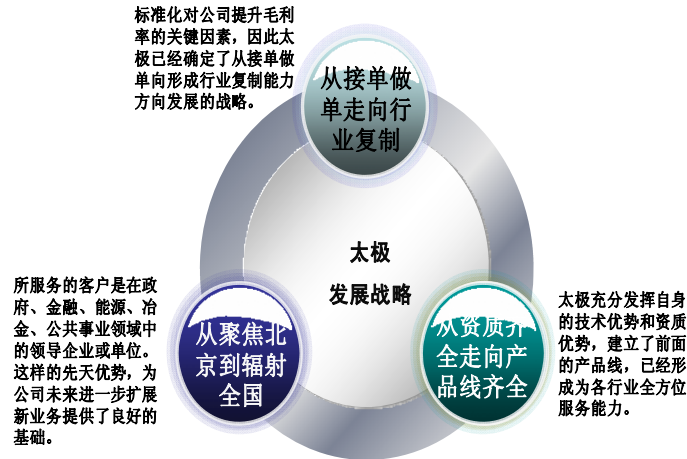 标准化对公司提升毛利
率的关键因素，因此太
极已经确定了从接单做
单向形成行业复制能力
方向发展的战略。
从接单做
单走向行
业复制
太极
发展战略
所服务的客户是在政
府、金融、能源、冶
金、公共事业领域中
的领导企业或单位。
这样的先天优势，为
公司未来进一步扩展
新业务提供了良好的
基础。
从聚焦北
京到辐射
全国
从资质齐
全走向产
品线齐全
太极充分发挥自身
的技术优势和资质
优势，建立了前面
的产品线，已经形
成为各行业全方位
服务能力。